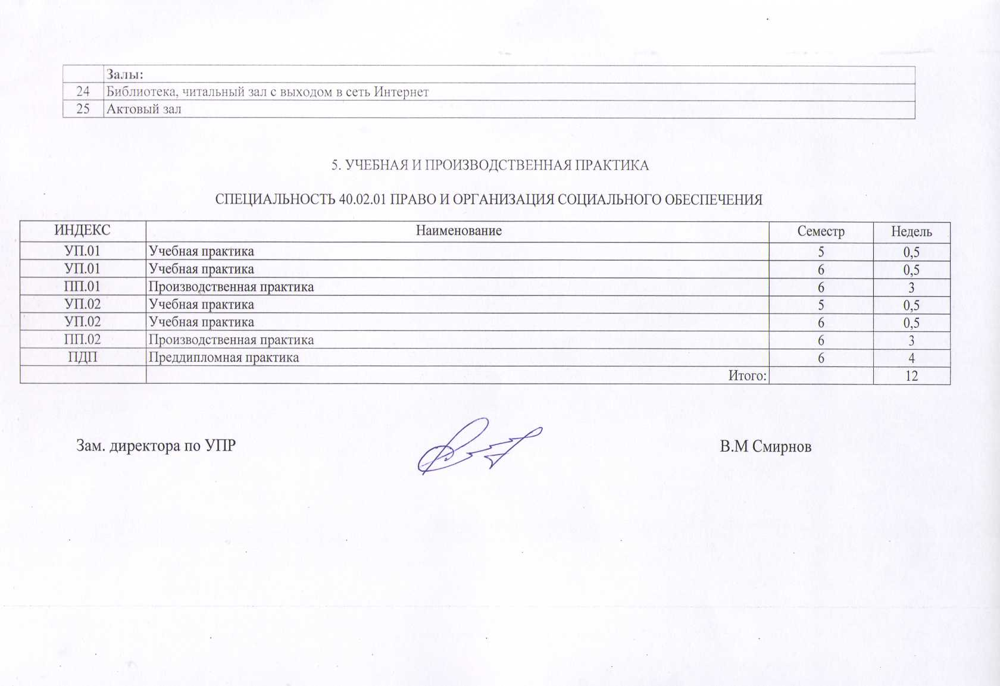 Залы:
24 Библиотека, читальный зал с выходом в сеть Интернет
25 Актовый зал
5. УЧЕБНАЯ И ПРОИЗВОДСТВЕННАЯ ПРАКТИКА
СПЕЦИАЛЬНОСТЬ 40.02.01 ПРАВО И ОРГАНИЗАЦИЯ СОЦИАЛЬНОГО ОБЕСПЕЧЕНИЯ
ИНДЕКС Наименование Семестр Недель
УП.01 Учебная практика 5 0,5
УП.01 Учебная практика 6 0,5
ПП.01 Производственная практика 6 3
УП.02 Учебная практика 5 0,5
УП.02 Учебная практика 6 0,5
ПП.02 Производственная практика 6 3
ПДП Преддипломная практика 6 4
Итого: 12
Зам. директора по УПР В.М Смирнов